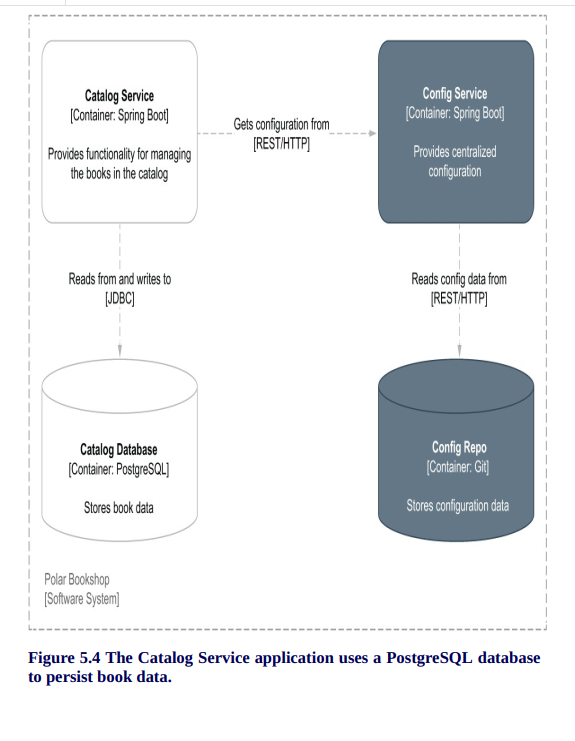 Catalog Service
[Container: Spring Boot]
Provides functionality for managing
the books in the catalog
Gets configuration from
[REST/HTTP]
Config Service
[Container: Spring Boot]
Provides centralized
configuration
Reads from and writes to
[JDBC]
Reads config data from
[REST/HTTP]
Catalog Database
[Container: PostgreSQL]
Stores book data
Config Repo
[Container: Git]
Stores configuration data
Polar Bookshop
[Software System]
Figure 5.4 The Catalog Service application uses a PostgreSQL database
to persist book data.